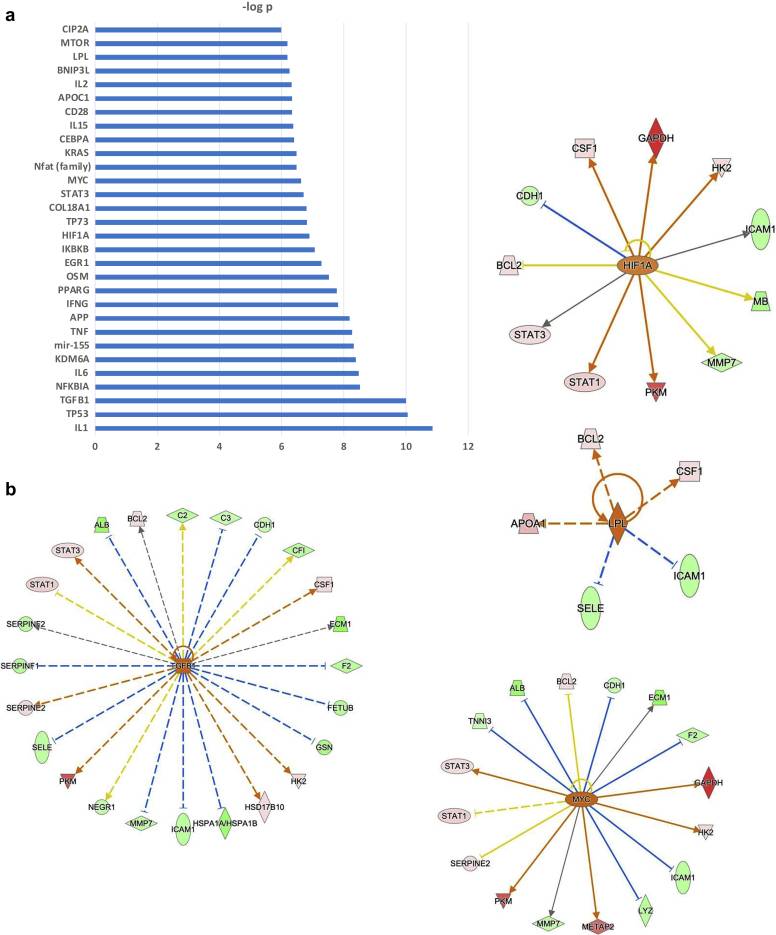 a
-log p
CIP2A
MTOR
LPL
BNIP3L
IL2
APOC1
CD28
IL15
CEBPA
KRAS
Nfat (family)
MYC
STAT3
COL18A1
TP73
HIF1A
IKBKB
EGR1
OSM
PPARG
IFNG
APP
TNF
mir-155
KDM6A
IL6
NFKBIA
TGFB1
TP53
IL1
0 2 4 6 8 10 12
GAPDH
CSF1
HK2
CDH1
ICAM1
BCL2
HIF1A
MB
STAT3
MMP7
STAT1
PKM
BCL2
CSF1
APOA1
LPL
ICAM1
SELE
b
C2
C3
BCL2
ALB
CDH1
STAT3
CFI
STAT1
CSF1
SERPINF2
ECM1
SERPINF1
TGFB1
F2
SERPINE2
FETUB
SELE
GSN
PKM
HK2
NEGR1
HSD17B10
MMP7
ICAM1
HSPA1A/HSPA1B
BCL2
CDH1
ALB
ECM1
TNNI3
F2
STAT3
GAPDH
MYC
STAT1
HK2
SERPINE2
ICAM1
PKM
LYZ
MMP7
METAP2